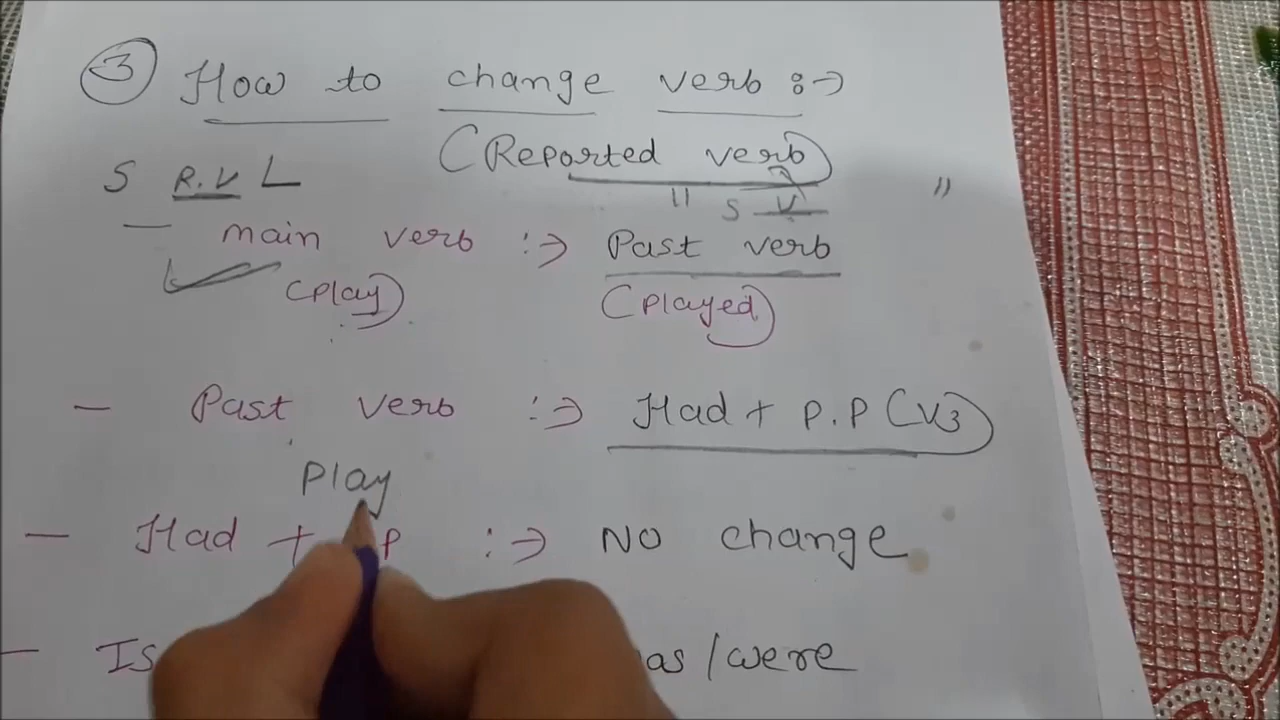 3 How to change verb :→
(Reported verb)
S R.V L " S V "
- main verb :→ Past verb
(play) (played)
- Past verb :→ Had + P.P (V3)
Play
- Had + P :→ No change
- Is as/were